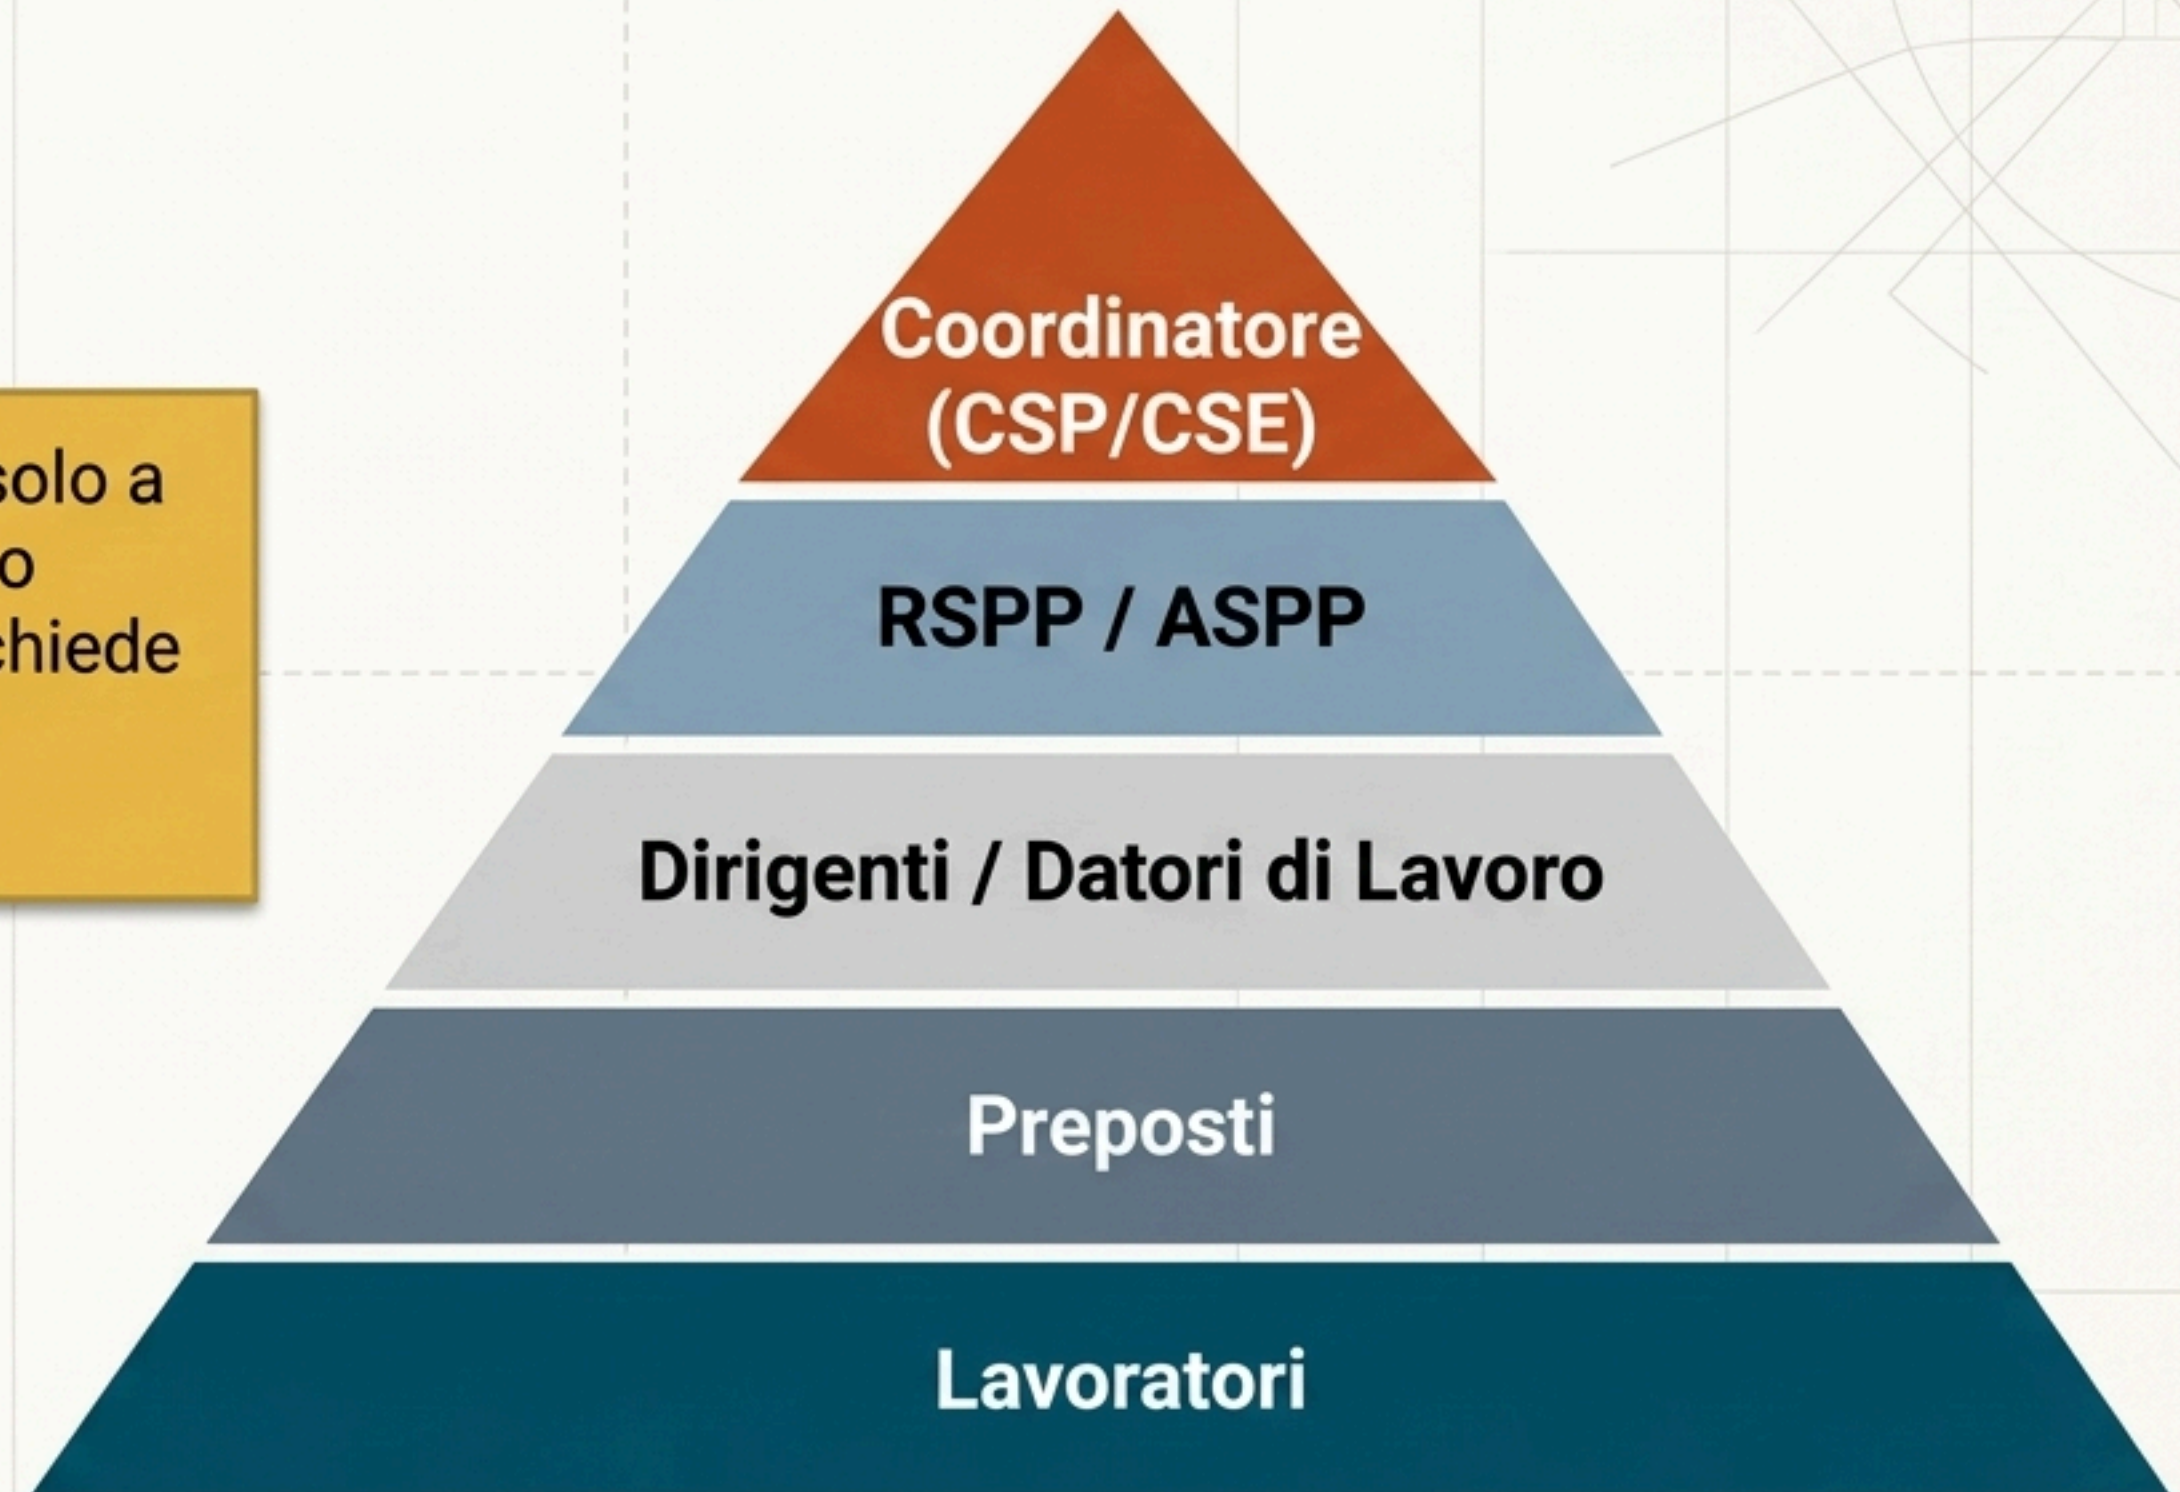 solo a
o
chiede
Coordinatore
(CSP/CSE)
RSPP / ASPP
Dirigenti / Datori di Lavoro
Preposti
Lavoratori